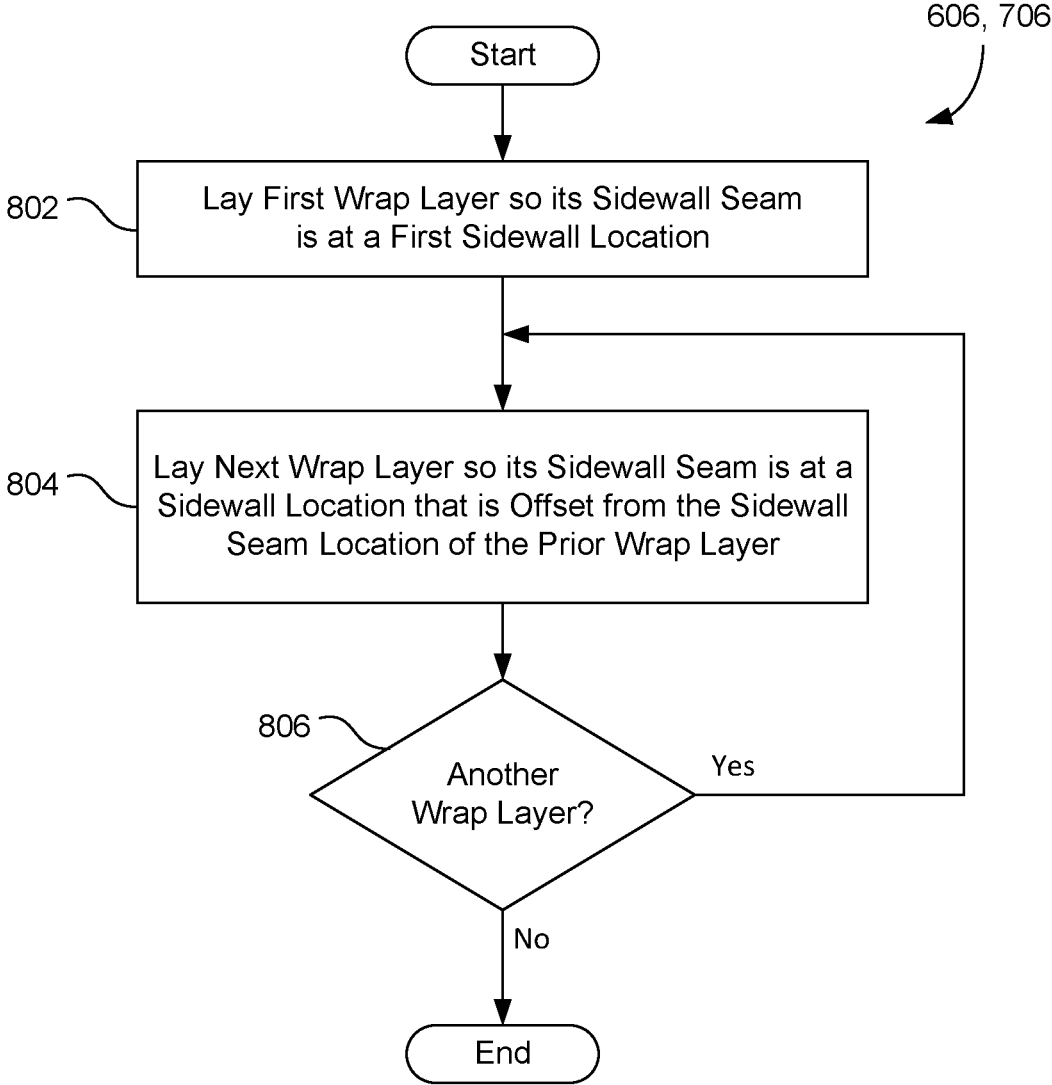 606, 706
Start
802
Lay First Wrap Layer so its Sidewall Seam
is at a First Sidewall Location
804
Lay Next Wrap Layer so its Sidewall Seam is at a
Sidewall Location that is Offset from the Sidewall
Seam Location of the Prior Wrap Layer
806
Another
Wrap Layer?
Yes
No
End